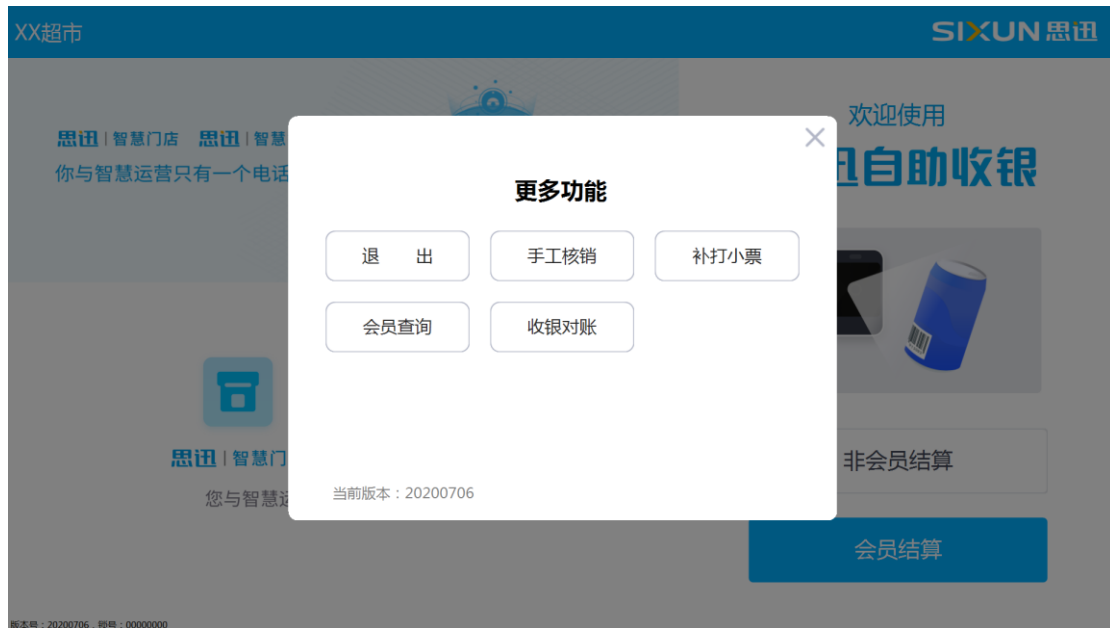 XX超市
SIXUN思迅
思迅 | 智慧门店 思迅 | 智慧
你与智慧运营只有一个电话
欢迎使用
迅自助收银
更多功能
退 出
手工核销
补打小票
会员查询
收银对账
当前版本：20200706
思迅 | 智慧门
您与智慧运
非会员结算
会员结算
版本号：20200706，锁号：00000000